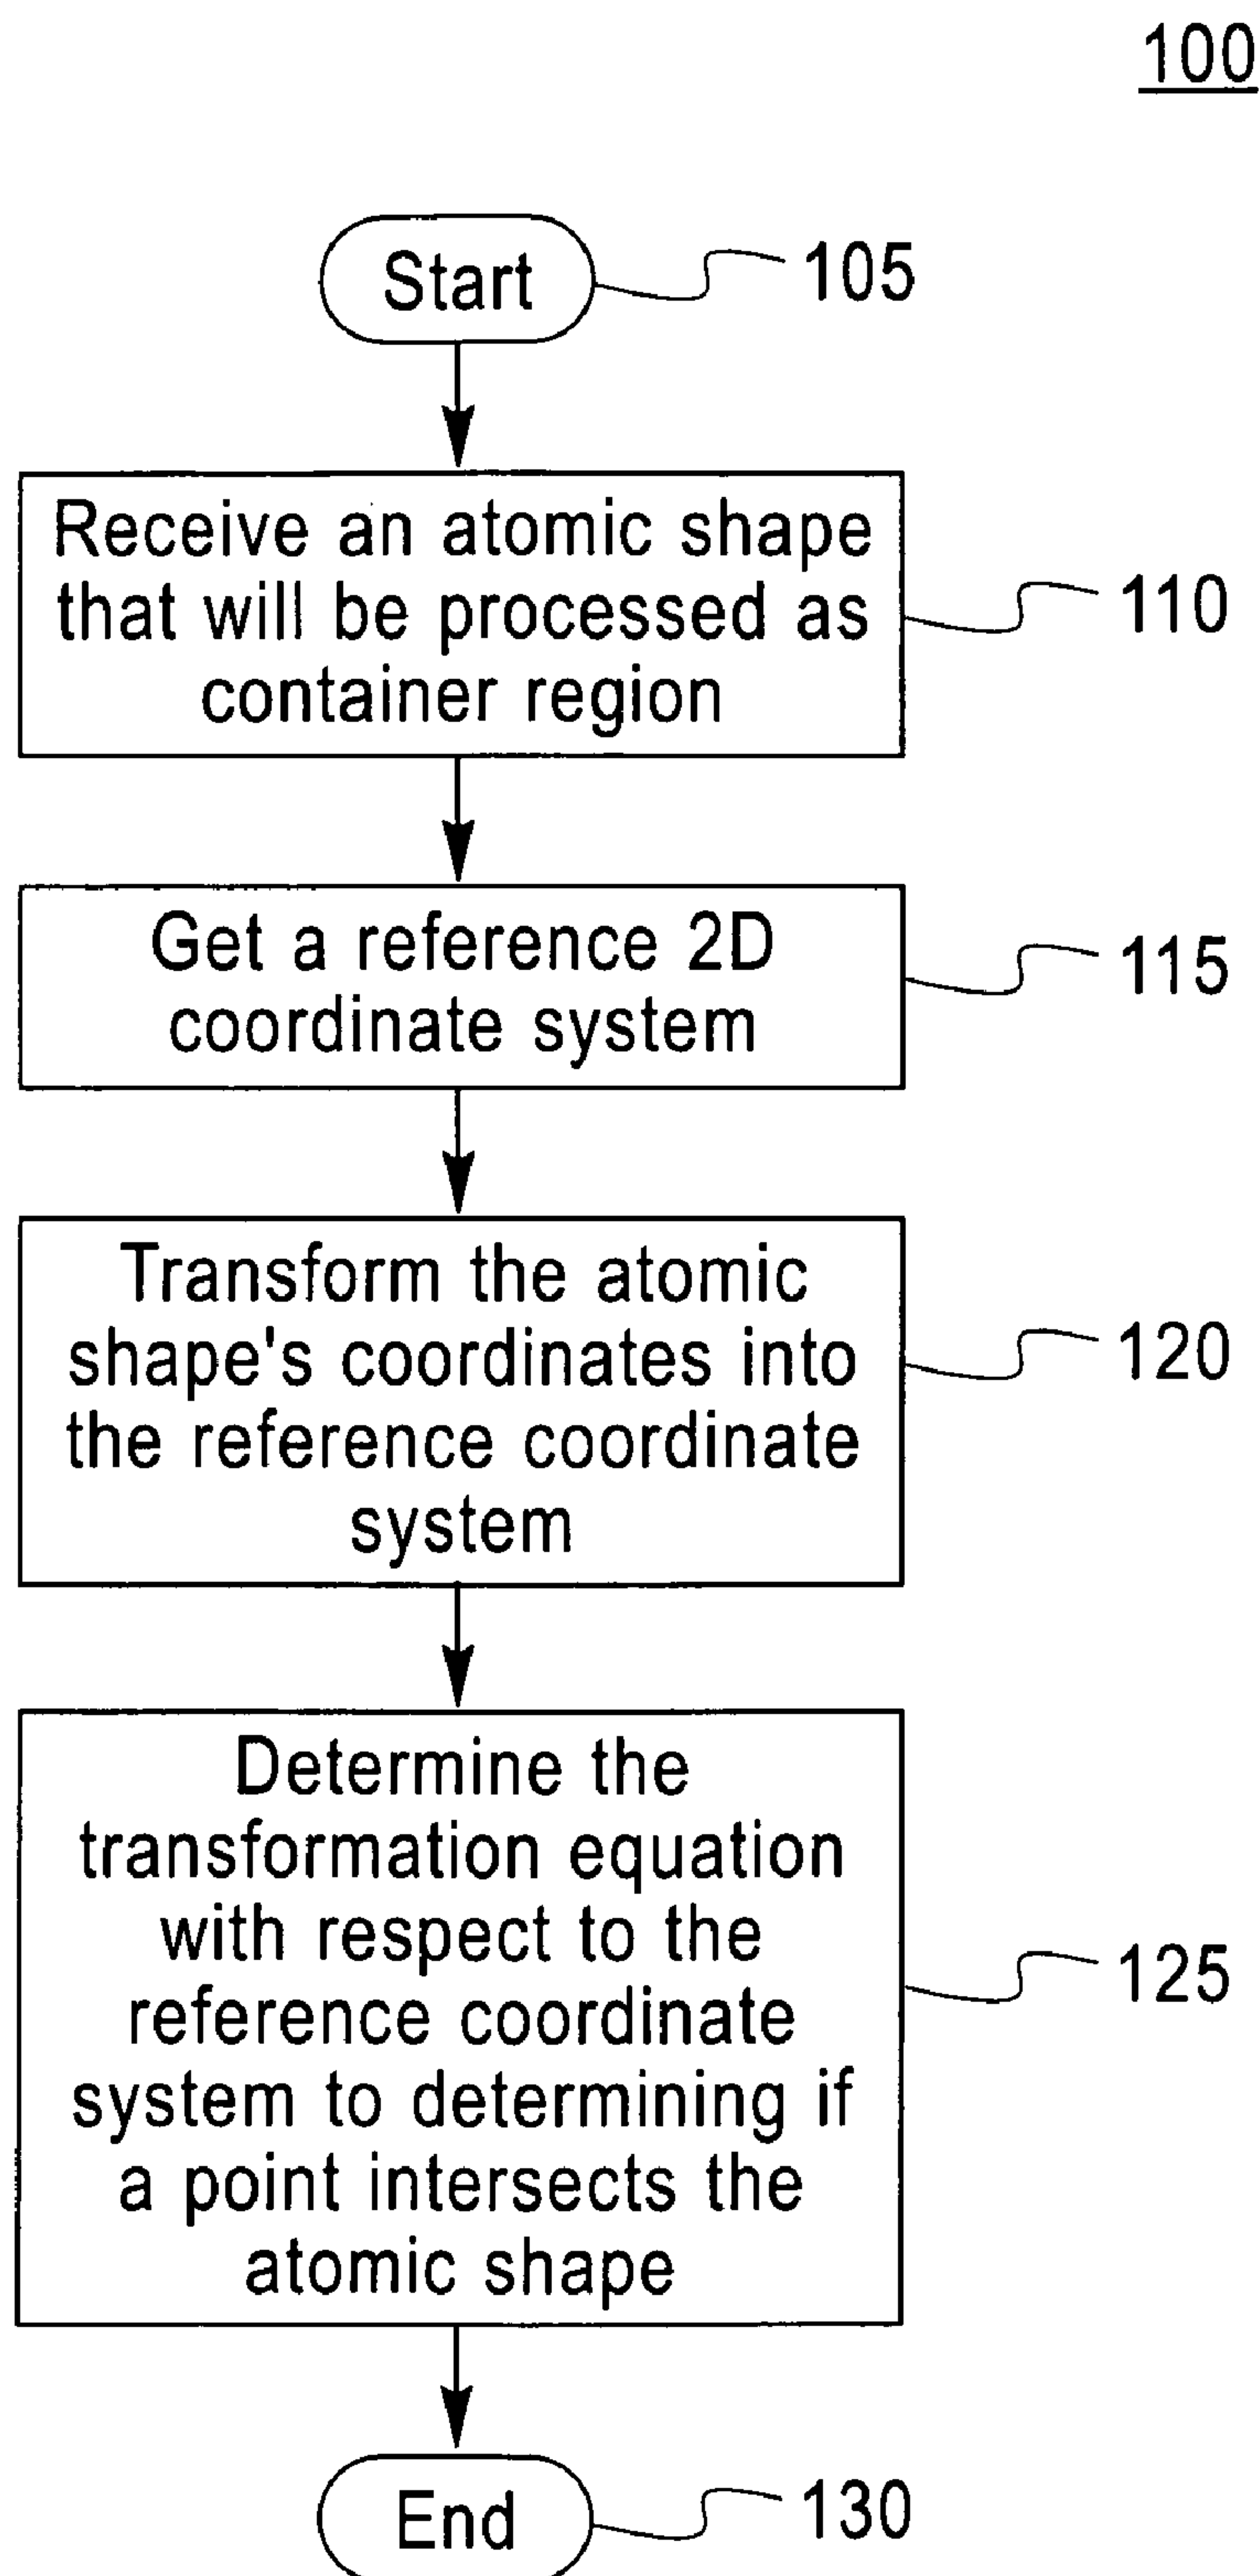 100
Start
105
Receive an atomic shape
that will be processed as
container region
110
Get a reference 2D
coordinate system
115
Transform the atomic
shape's coordinates into
the reference coordinate
system
120
Determine the
transformation equation
with respect to the
reference coordinate
system to determining if
a point intersects the
atomic shape
125
End
130